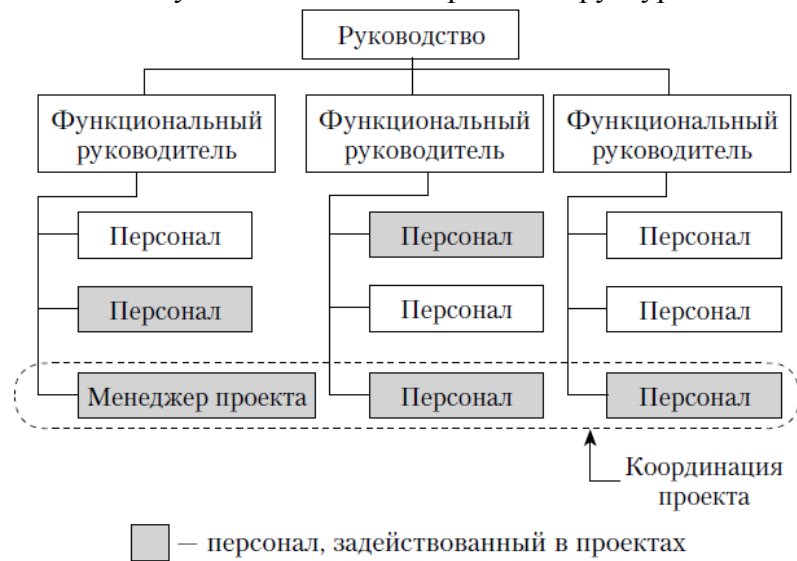 Руководство
Функциональный
руководитель
Функциональный
руководитель
Функциональный
руководитель
Персонал
Персонал
Персонал
Персонал
Персонал
Персонал
Менеджер проекта
Персонал
Персонал
Координация
проекта
— персонал, задействованный в проектах